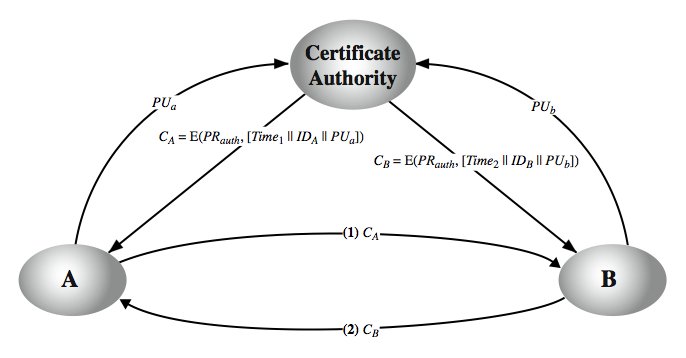 Certificate
Authority
PUa
PUb
CA = E(PRauth, [Time1 || IDA || PUa])
CB = E(PRauth, [Time2 || IDB || PUb])
(1) CA
A
B
(2) CB